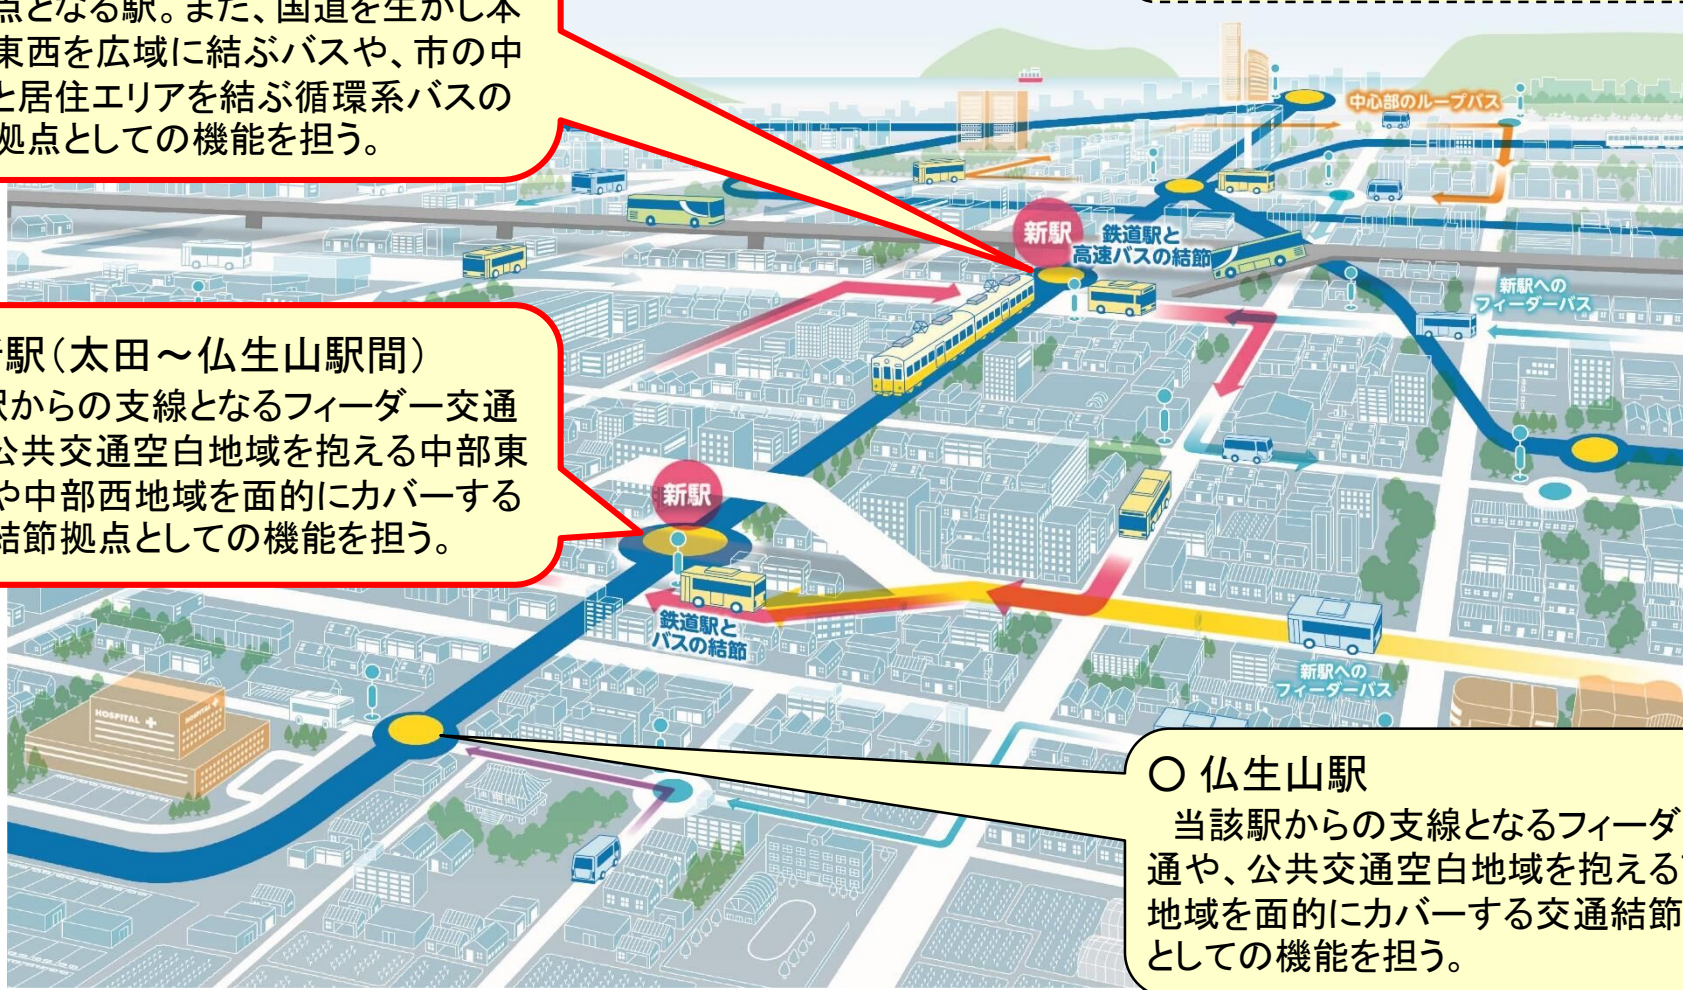 点となる駅。また、国道を生かし本
東西を広域に結ぶバスや、市の中
と居住エリアを結ぶ循環系バスの
拠点としての機能を担う。
中心部のループバス
新駅
鉄道駅と
高速バスの結節
新駅への
フィーダーバス
駅(太田～仏生山駅間)
駅からの支線となるフィーダー交通
公共交通空白地域を抱える中部東
や中部西地域を面的にカバーする
結節拠点としての機能を担う。
新駅
鉄道駅と
バスの結節
新駅への
フィーダーバス
HOSPITAL
HOSPITAL
〇 仏生山駅
当該駅からの支線となるフィーダ
通や、公共交通空白地域を抱える
地域を面的にカバーする交通結節
としての機能を担う。